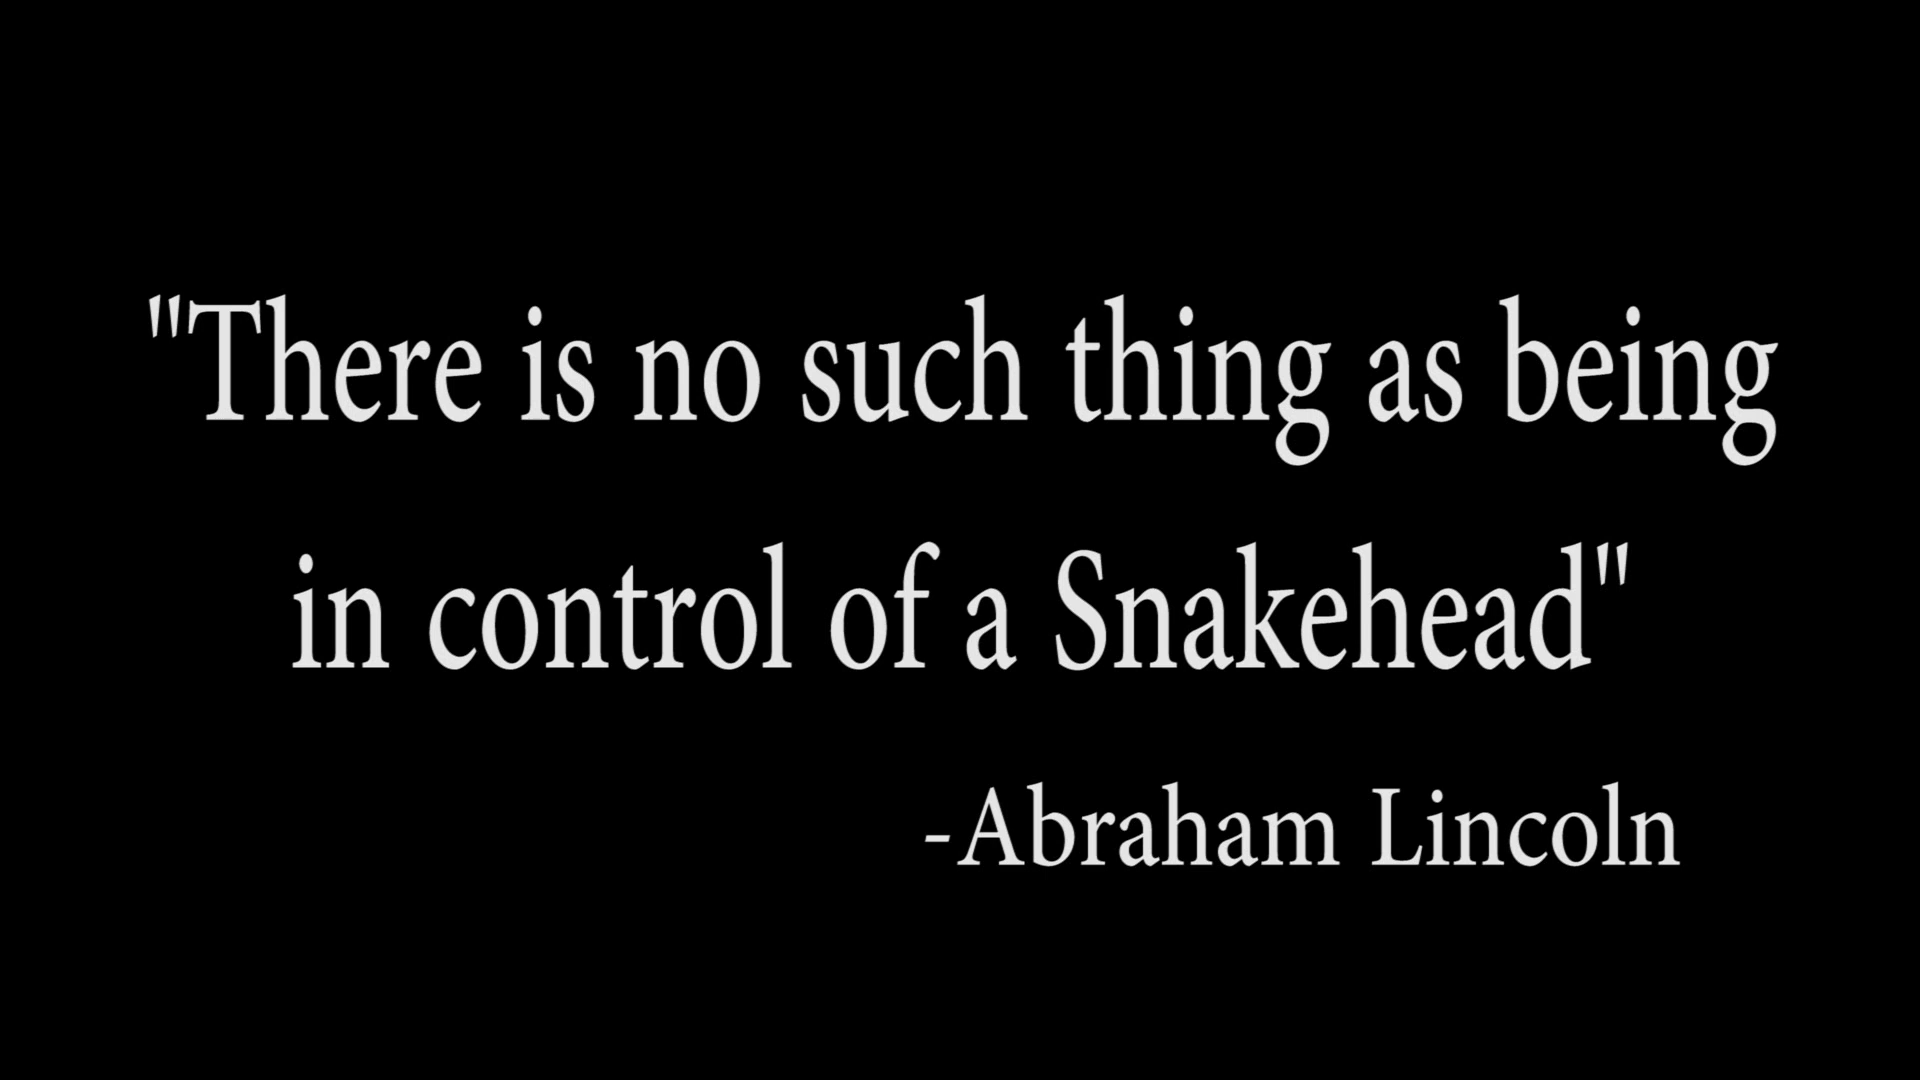 "There is no such thing as being
in control of a Snakehead"
-Abraham Lincoln